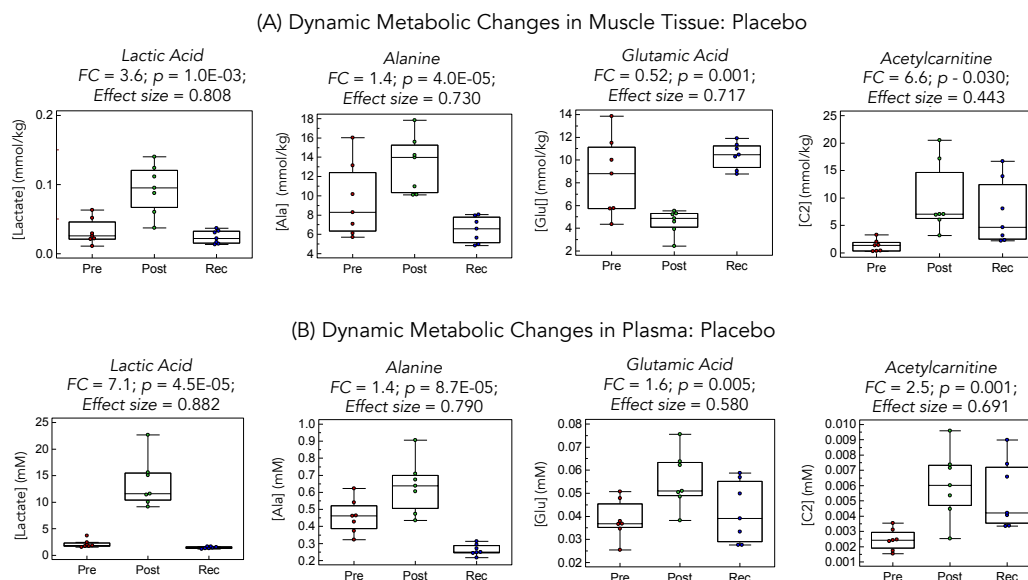 (A) Dynamic Metabolic Changes in Muscle Tissue: Placebo
Lactic Acid
FC = 3.6; p = 1.0E-03;
Effect size = 0.808
[Lactate] (mmol/kg)
0.2
0.1
0.0
Pre Post Rec
Alanine
FC = 1.4; p = 4.0E-05;
Effect size = 0.730
[Ala] (mmol/kg)
18
16
14
12
10
8
6
4
Pre Post Rec
Glutamic Acid
FC = 0.52; p = 0.001;
Effect size = 0.717
[Glu[] (mmol/kg)
14
12
10
8
6
4
2
Pre Post Rec
Acetylcarnitine
FC = 6.6; p - 0.030;
Effect size = 0.443
[C2] (mmol/kg)
25
20
15
10
5
0
Pre Post Rec
(B) Dynamic Metabolic Changes in Plasma: Placebo
Lactic Acid
FC = 7.1; p = 4.5E-05;
Effect size = 0.882
[Lactate] (mM)
25
20
15
10
5
0
Pre Post Rec
Alanine
FC = 1.4; p = 8.7E-05;
Effect size = 0.790
[Ala] (mM)
1.0
0.9
0.8
0.7
0.6
0.5
0.4
0.3
0.2
Pre Post Rec
Glutamic Acid
FC = 1.6; p = 0.005;
Effect size = 0.580
[Glu] (mM)
0.08
0.07
0.06
0.05
0.04
0.03
0.02
Pre Post Rec
Acetylcarnitine
FC = 2.5; p = 0.001;
Effect size = 0.691
[C2] (mM)
0.010
0.009
0.008
0.007
0.006
0.005
0.004
0.003
0.002
0.001
Pre Post Rec